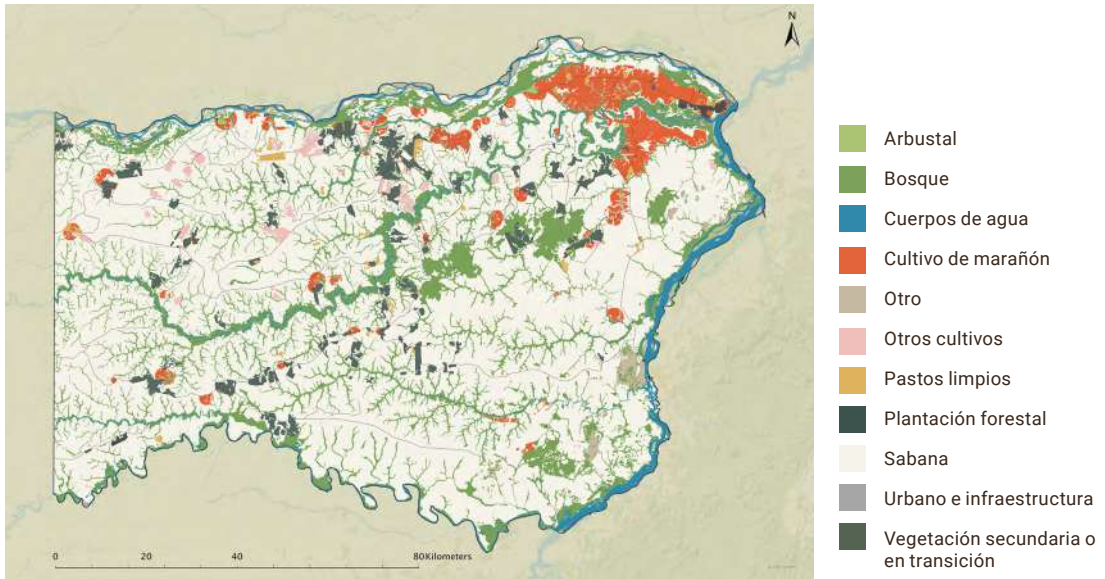 N
Arbustal
Bosque
Cuerpos de agua
Cultivo de marañón
Otro
Otros cultivos
Pastos limpios
Plantación forestal
Sabana
Urbano e infraestructura
Vegetación secundaria o
en transición
0 20 40 80Kilometers